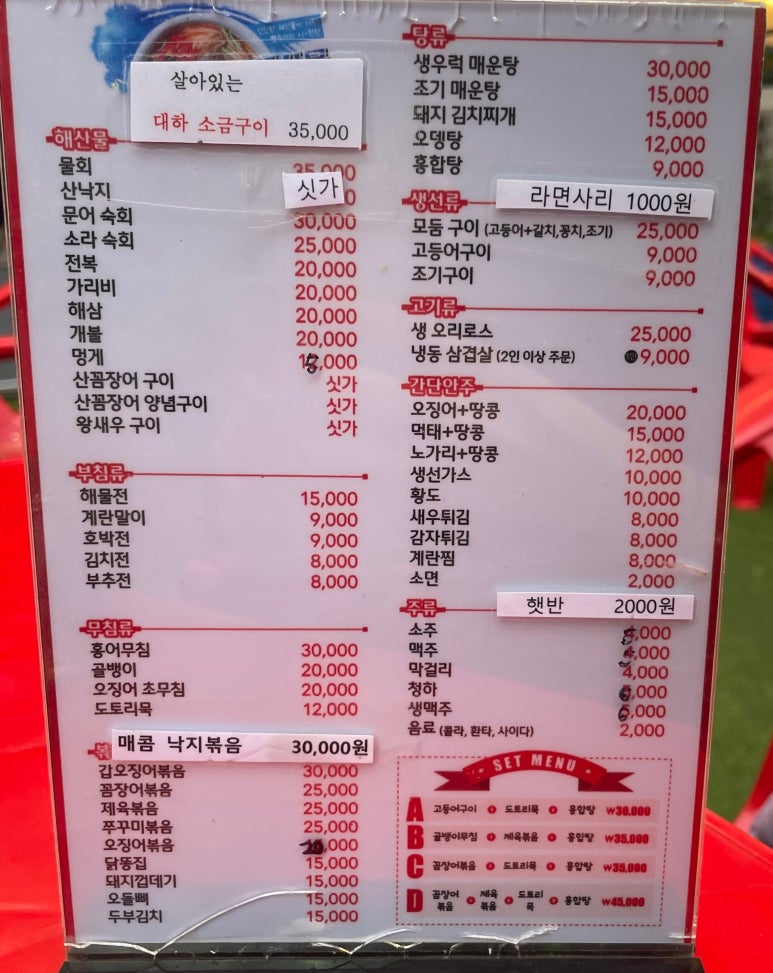 살아있는
대하 소금구이 35,000
해산물
물회 35,000
산낙지 싯가
문어 숙회 30,000
소라 숙회 25,000
전복 20,000
가리비 20,000
해삼 20,000
개불 20,000
멍게 15,000
산꼼장어 구이 싯가
산꼼장어 양념구이 싯가
왕새우 구이 싯가
부침류
해물전 15,000
계란말이 9,000
호박전 9,000
김치전 8,000
부추전 8,000
무침류
홍어무침 30,000
골뱅이 20,000
오징어 초무침 20,000
도토리묵 12,000
매콤 낙지볶음 30,000원
갑오징어볶음 30,000
꼼장어볶음 25,000
제육볶음 25,000
쭈꾸미볶음 25,000
오징어볶음 20,000
닭똥집 15,000
돼지껍데기 15,000
오돌뼈 15,000
두부김치 15,000
탕류
생우럭 매운탕 30,000
조기 매운탕 15,000
돼지 김치찌개 15,000
오뎅탕 12,000
홍합탕 9,000
생선류
라면사리 1000원
모둠 구이 (고등어+갈치,꽁치,조기) 25,000
고등어구이 9,000
조기구이 9,000
고기류
생 오리로스 25,000
냉동 삼겹살 (2인 이상 주문) 9,000
간단안주
오징어+땅콩 20,000
먹태+땅콩 15,000
노가리+땅콩 12,000
생선가스 10,000
황도 10,000
새우튀김 8,000
감자튀김 8,000
계란찜 8,000
소면 2,000
주류
햇반 2000원
소주 ,000
맥주 ,000
막걸리 4,000
청하 ,000
생맥주 ,000
음료 (콜라, 환타, 사이다) 2,000
SET MENU
A 고등어구이 + 도토리묵 + 홍합탕 ₩30,000
B 골뱅이무침 + 제육볶음 + 홍합탕 ₩35,000
C 꼼장어볶음 + 도토리묵 + 홍합탕 ₩35,000
D 꼼장어볶음 + 제육볶음 + 도토리묵 + 홍합탕 ₩45,000